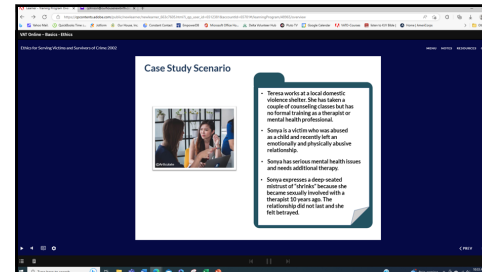 VAT Online - Basics - Ethics
Ethics for Serving Victims and Survivors of Crime 2002
MENU NOTES RESOURCES
Case Study Scenario
• Teresa works at a local domestic
violence shelter. She has taken a
couple of counseling classes but has
no formal training as a therapist or
mental health professional.
• Sonya is a victim who was abused
as a child and recently left an
emotionally and physically abusive
relationship.
• Sonya has serious mental health issues
and needs additional therapy.
• Sonya expresses a deep-seated
mistrust of "shrinks" because she
became sexually involved with a
therapist 10 years ago. The
relationship did not last and she
felt betrayed.
< PREV